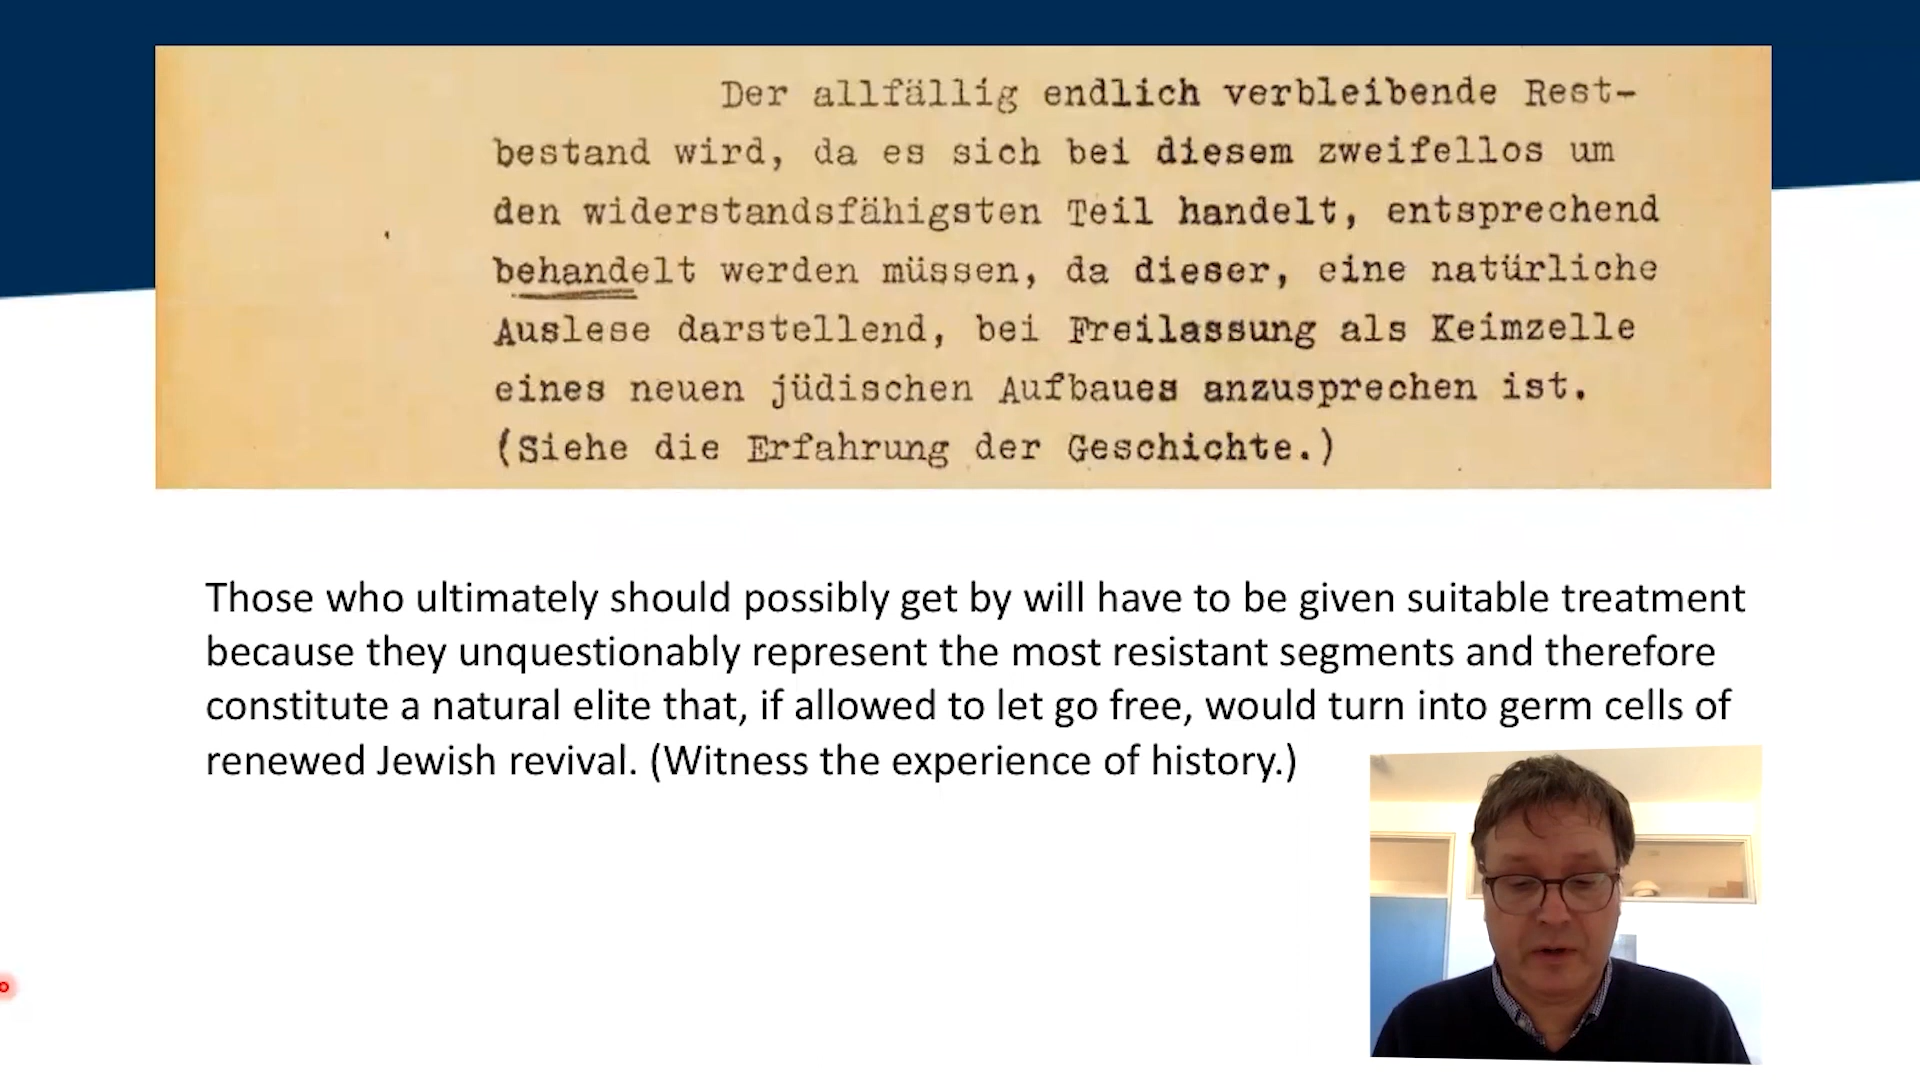 Der allfällig endlich verbleibende Rest-
bestand wird, da es sich bei diesem zweifellos um
den widerstandsfähigsten Teil handelt, entsprechend
behandelt werden müssen, da dieser, eine natürliche
Auslese darstellend, bei Freilassung als Keimzelle
eines neuen jüdischen Aufbaues anzusprechen ist.
(Siehe die Erfahrung der Geschichte.)
Those who ultimately should possibly get by will have to be given suitable treatment
because they unquestionably represent the most resistant segments and therefore
constitute a natural elite that, if allowed to let go free, would turn into germ cells of
renewed Jewish revival. (Witness the experience of history.)